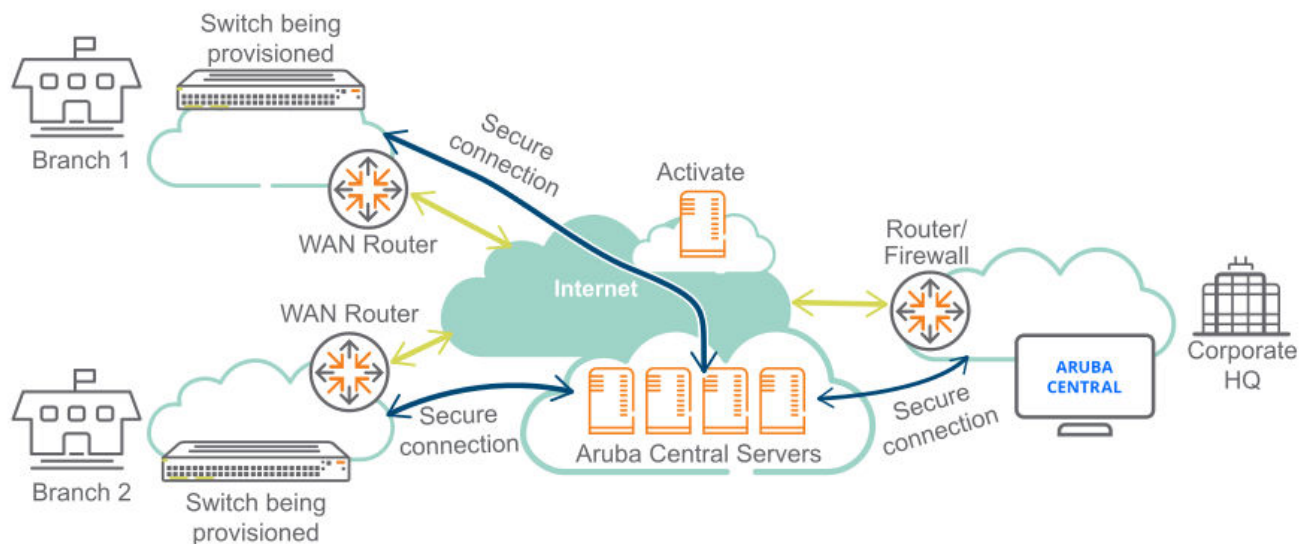 Switch being
provisioned
Branch 1
Secure
connection
WAN Router
Activate
Router/
Firewall
Internet
WAN Router
ARUBA
CENTRAL
Corporate
HQ
Secure
connection
Secure
connection
Aruba Central Servers
Branch 2
Switch being
provisioned